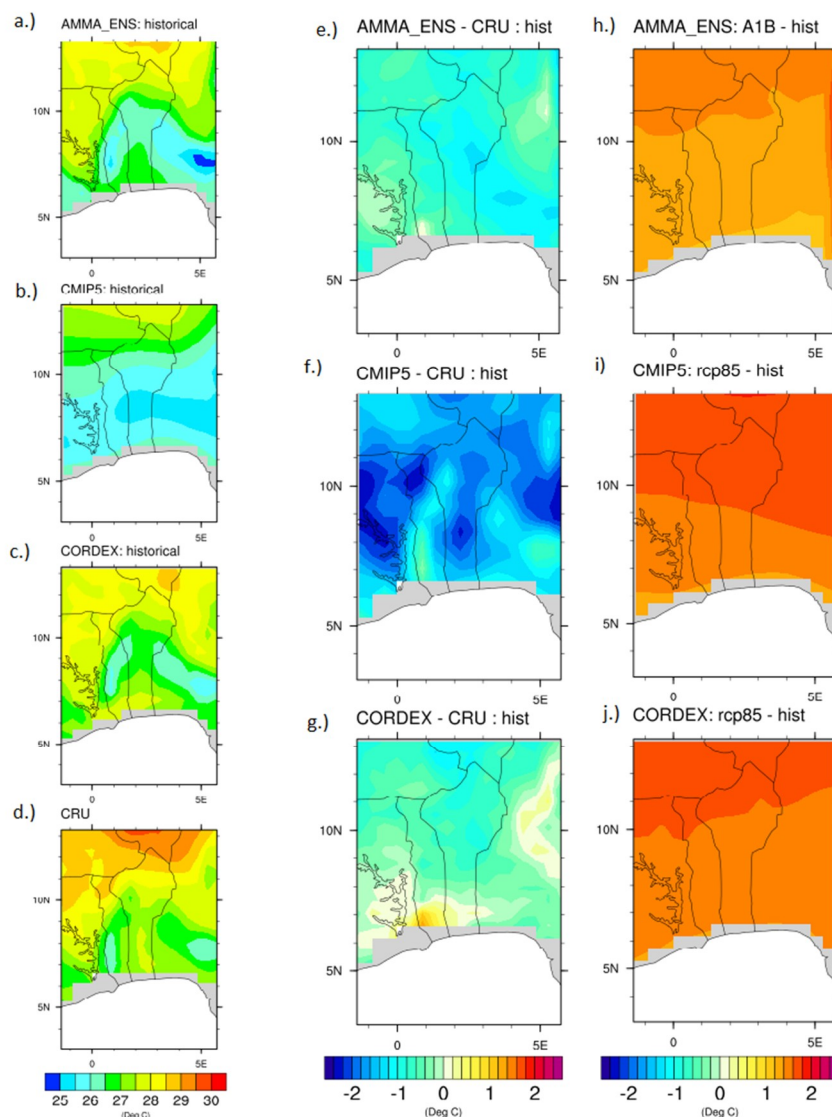 a.)
AMMA_ENS: historical
10N
5N
0
5E
b.)
CMIP5: historical
10N
5N
0
5E
c.)
CORDEX: historical
10N
5N
0
5E
d.)
CRU
10N
5N
0
5E
25 26 27 28 29 30
(Deg C)
e.)
AMMA_ENS - CRU : hist
10N
5N
0
5E
f.)
CMIP5 - CRU : hist
10N
5N
0
5E
g.)
CORDEX - CRU : hist
10N
5N
0
5E
-2 -1 0 1 2
(Deg C)
h.)
AMMA_ENS: A1B - hist
10N
5N
0
5E
i)
CMIP5: rcp85 - hist
10N
5N
0
5E
j.)
CORDEX: rcp85 - hist
10N
5N
0
5E
-2 -1 0 1 2
(Deg C)